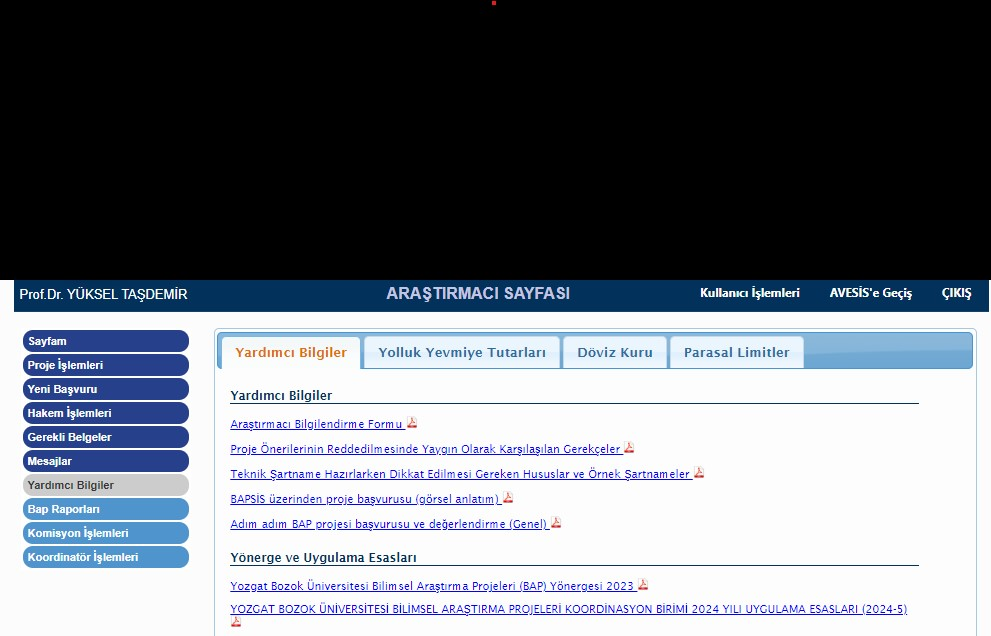 Prof.Dr. YÜKSEL TAŞDEMİR
ARAŞTIRMACI SAYFASI
Kullanıcı İşlemleri
AVESİS'e Geçiş
ÇIKIŞ
Sayfam
Proje İşlemleri
Yeni Başvuru
Hakem İşlemleri
Gerekli Belgeler
Mesajlar
Yardımcı Bilgiler
Bap Raporları
Komisyon İşlemleri
Koordinatör İşlemleri
Yardımcı Bilgiler
Yolluk Yevmiye Tutarları
Döviz Kuru
Parasal Limitler
Yardımcı Bilgiler
Araştırmacı Bilgilendirme Formu
Proje Önerilerinin Reddedilmesinde Yaygın Olarak Karşılaşılan Gerekçeler
Teknik Şartname Hazırlarken Dikkat Edilmesi Gereken Hususlar ve Örnek Şartnameler
BAPSİS üzerinden proje başvurusu (görsel anlatım)
Adım adım BAP projesi başvurusu ve değerlendirme (Genel)
Yönerge ve Uygulama Esasları
Yozgat Bozok Üniversitesi Bilimsel Araştırma Projeleri (BAP) Yönergesi 2023
YOZGAT BOZOK ÜNİVERSİTESİ BİLİMSEL ARAŞTIRMA PROJELERİ KOORDİNASYON BİRİMİ 2024 YILI UYGULAMA ESASLARI (2024-5)